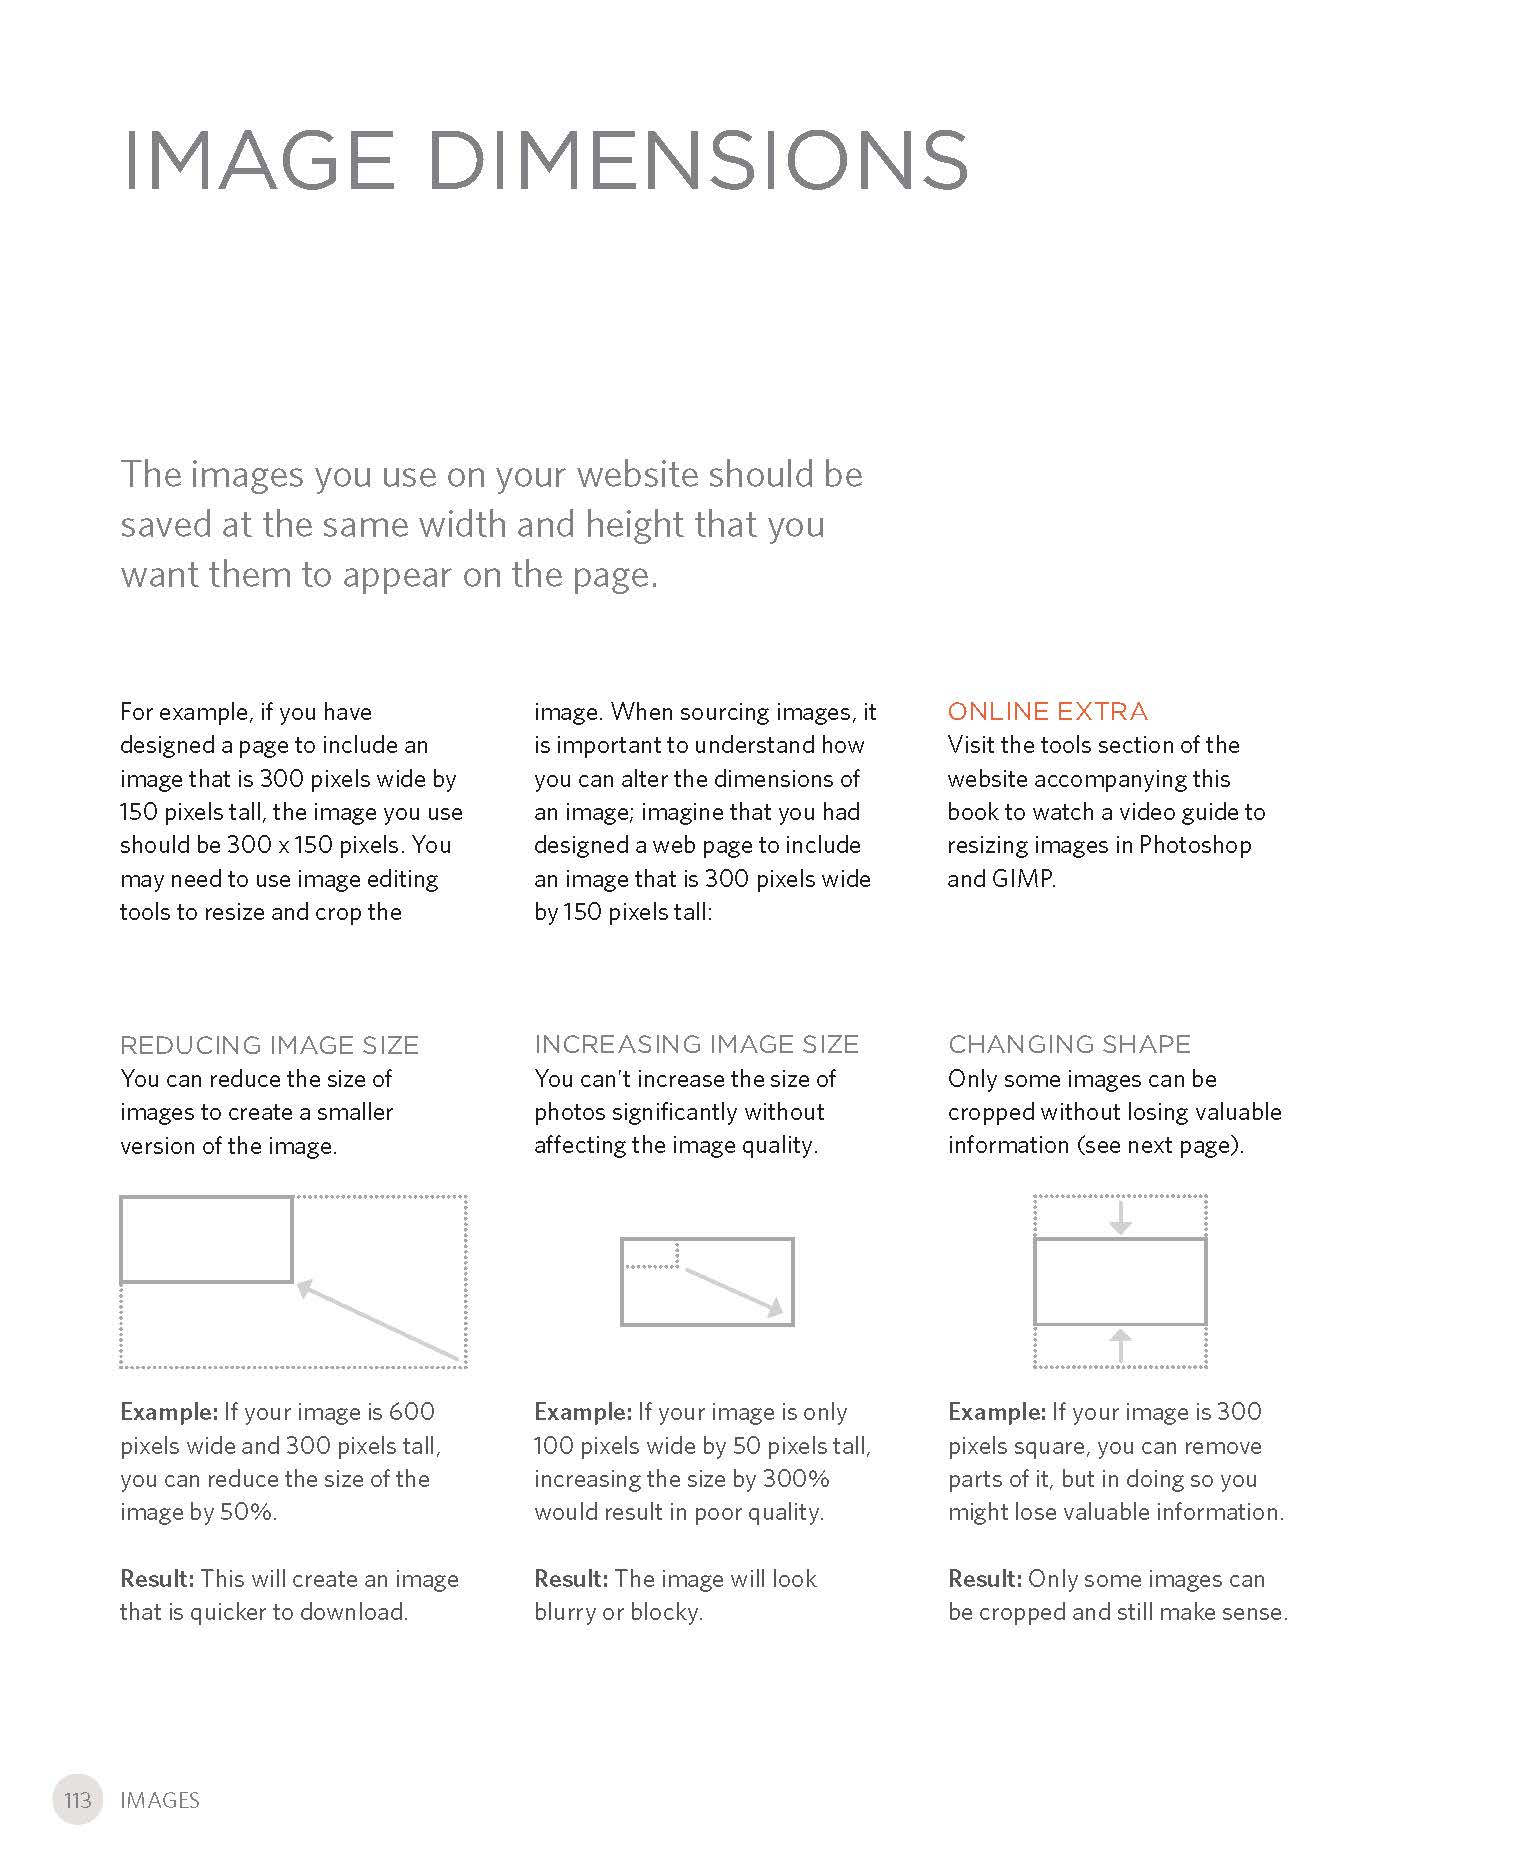 IMAGE DIMENSIONS
The images you use on your website should be
saved at the same width and height that you
want them to appear on the page.
For example, if you have
designed a page to include an
image that is 300 pixels wide by
150 pixels tall, the image you use
should be 300 x 150 pixels. You
may need to use image editing
tools to resize and crop the
image. When sourcing images, it
is important to understand how
you can alter the dimensions of
an image; imagine that you had
designed a web page to include
an image that is 300 pixels wide
by 150 pixels tall:
ONLINE EXTRA
Visit the tools section of the
website accompanying this
book to watch a video guide to
resizing images in Photoshop
and GIMP.
REDUCING IMAGE SIZE
You can reduce the size of
images to create a smaller
version of the image.
Example: If your image is 600
pixels wide and 300 pixels tall,
you can reduce the size of the
image by 50%.
Result: This will create an image
that is quicker to download.
INCREASING IMAGE SIZE
You can't increase the size of
photos significantly without
affecting the image quality.
Example: If your image is only
100 pixels wide by 50 pixels tall,
increasing the size by 300%
would result in poor quality.
Result: The image will look
blurry or blocky.
CHANGING SHAPE
Only some images can be
cropped without losing valuable
information (see next page).
Example: If your image is 300
pixels square, you can remove
parts of it, but in doing so you
might lose valuable information.
Result: Only some images can
be cropped and still make sense.
113 IMAGES